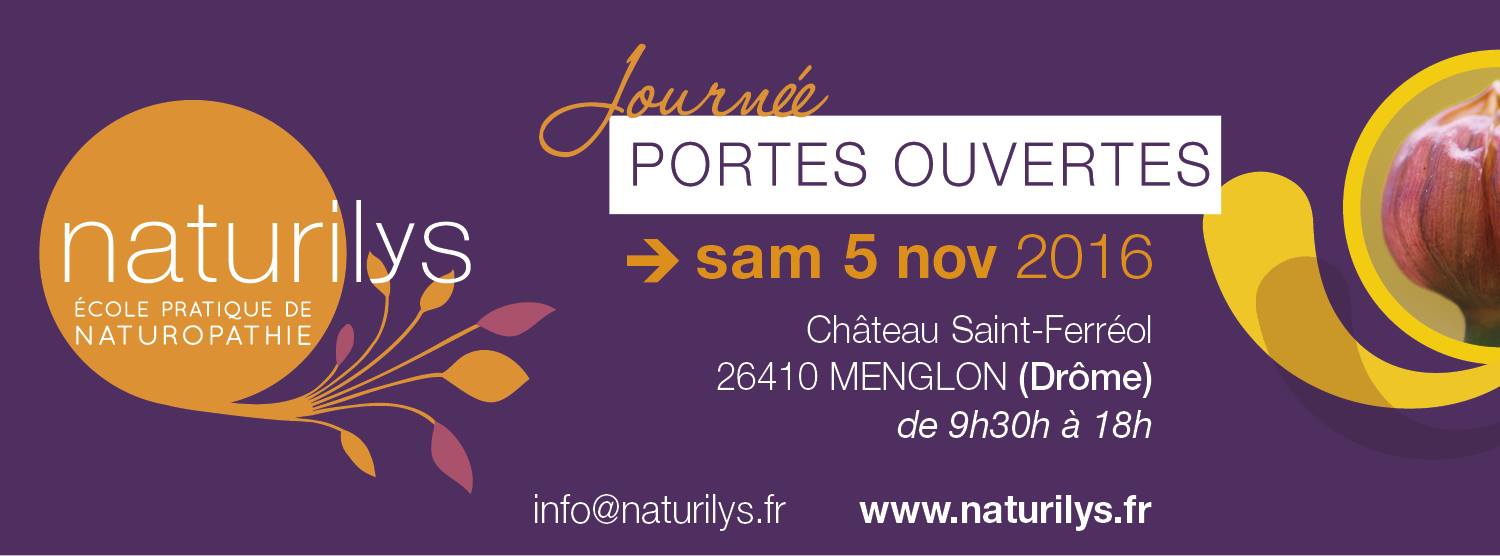 naturilys
ÉCOLE PRATIQUE DE
NATUROPATHIE
Journée
PORTES OUVERTES
→ sam 5 nov 2016
Château Saint-Ferréol
26410 MENGLON (Drôme)
de 9h30h à 18h
info@naturilys.fr www.naturilys.fr